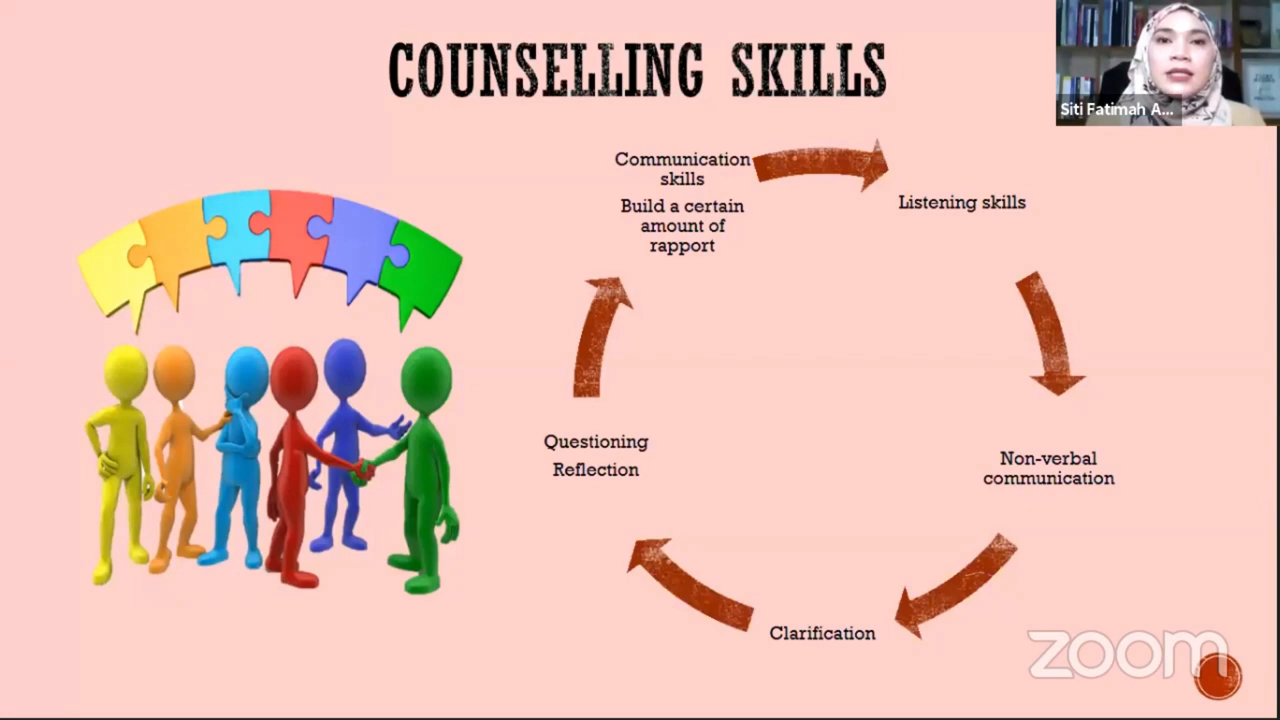 COUNSELLING SKILLS
Siti Fatimah A...
Communication
skills
Build a certain
amount of
rapport
Listening skills
Non-verbal
communication
Clarification
Questioning
Reflection
zoom